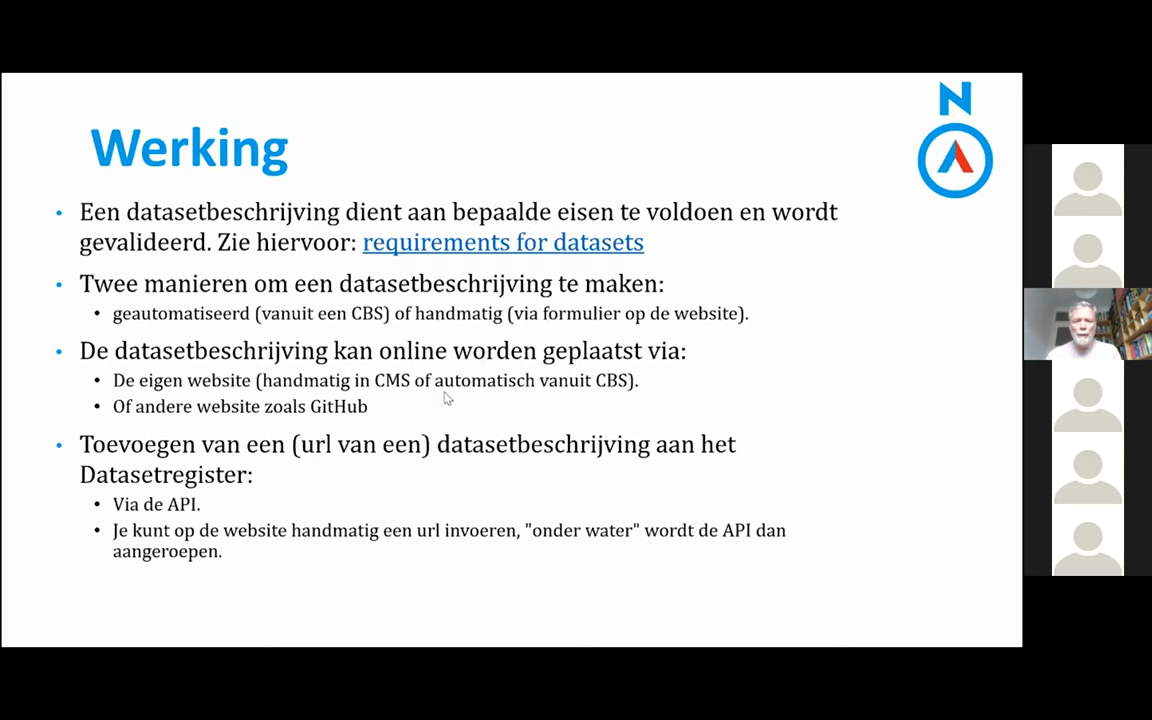 N
Werking
• Een datasetbeschrijving dient aan bepaalde eisen te voldoen en wordt
gevalideerd. Zie hiervoor: requirements for datasets
• Twee manieren om een datasetbeschrijving te maken:
• geautomatiseerd (vanuit een CBS) of handmatig (via formulier op de website).
• De datasetbeschrijving kan online worden geplaatst via:
• De eigen website (handmatig in CMS of automatisch vanuit CBS).
• Of andere website zoals GitHub
• Toevoegen van een (url van een) datasetbeschrijving aan het
Datasetregister:
• Via de API.
• Je kunt op de website handmatig een url invoeren, "onder water" wordt de API dan
aangeroepen.